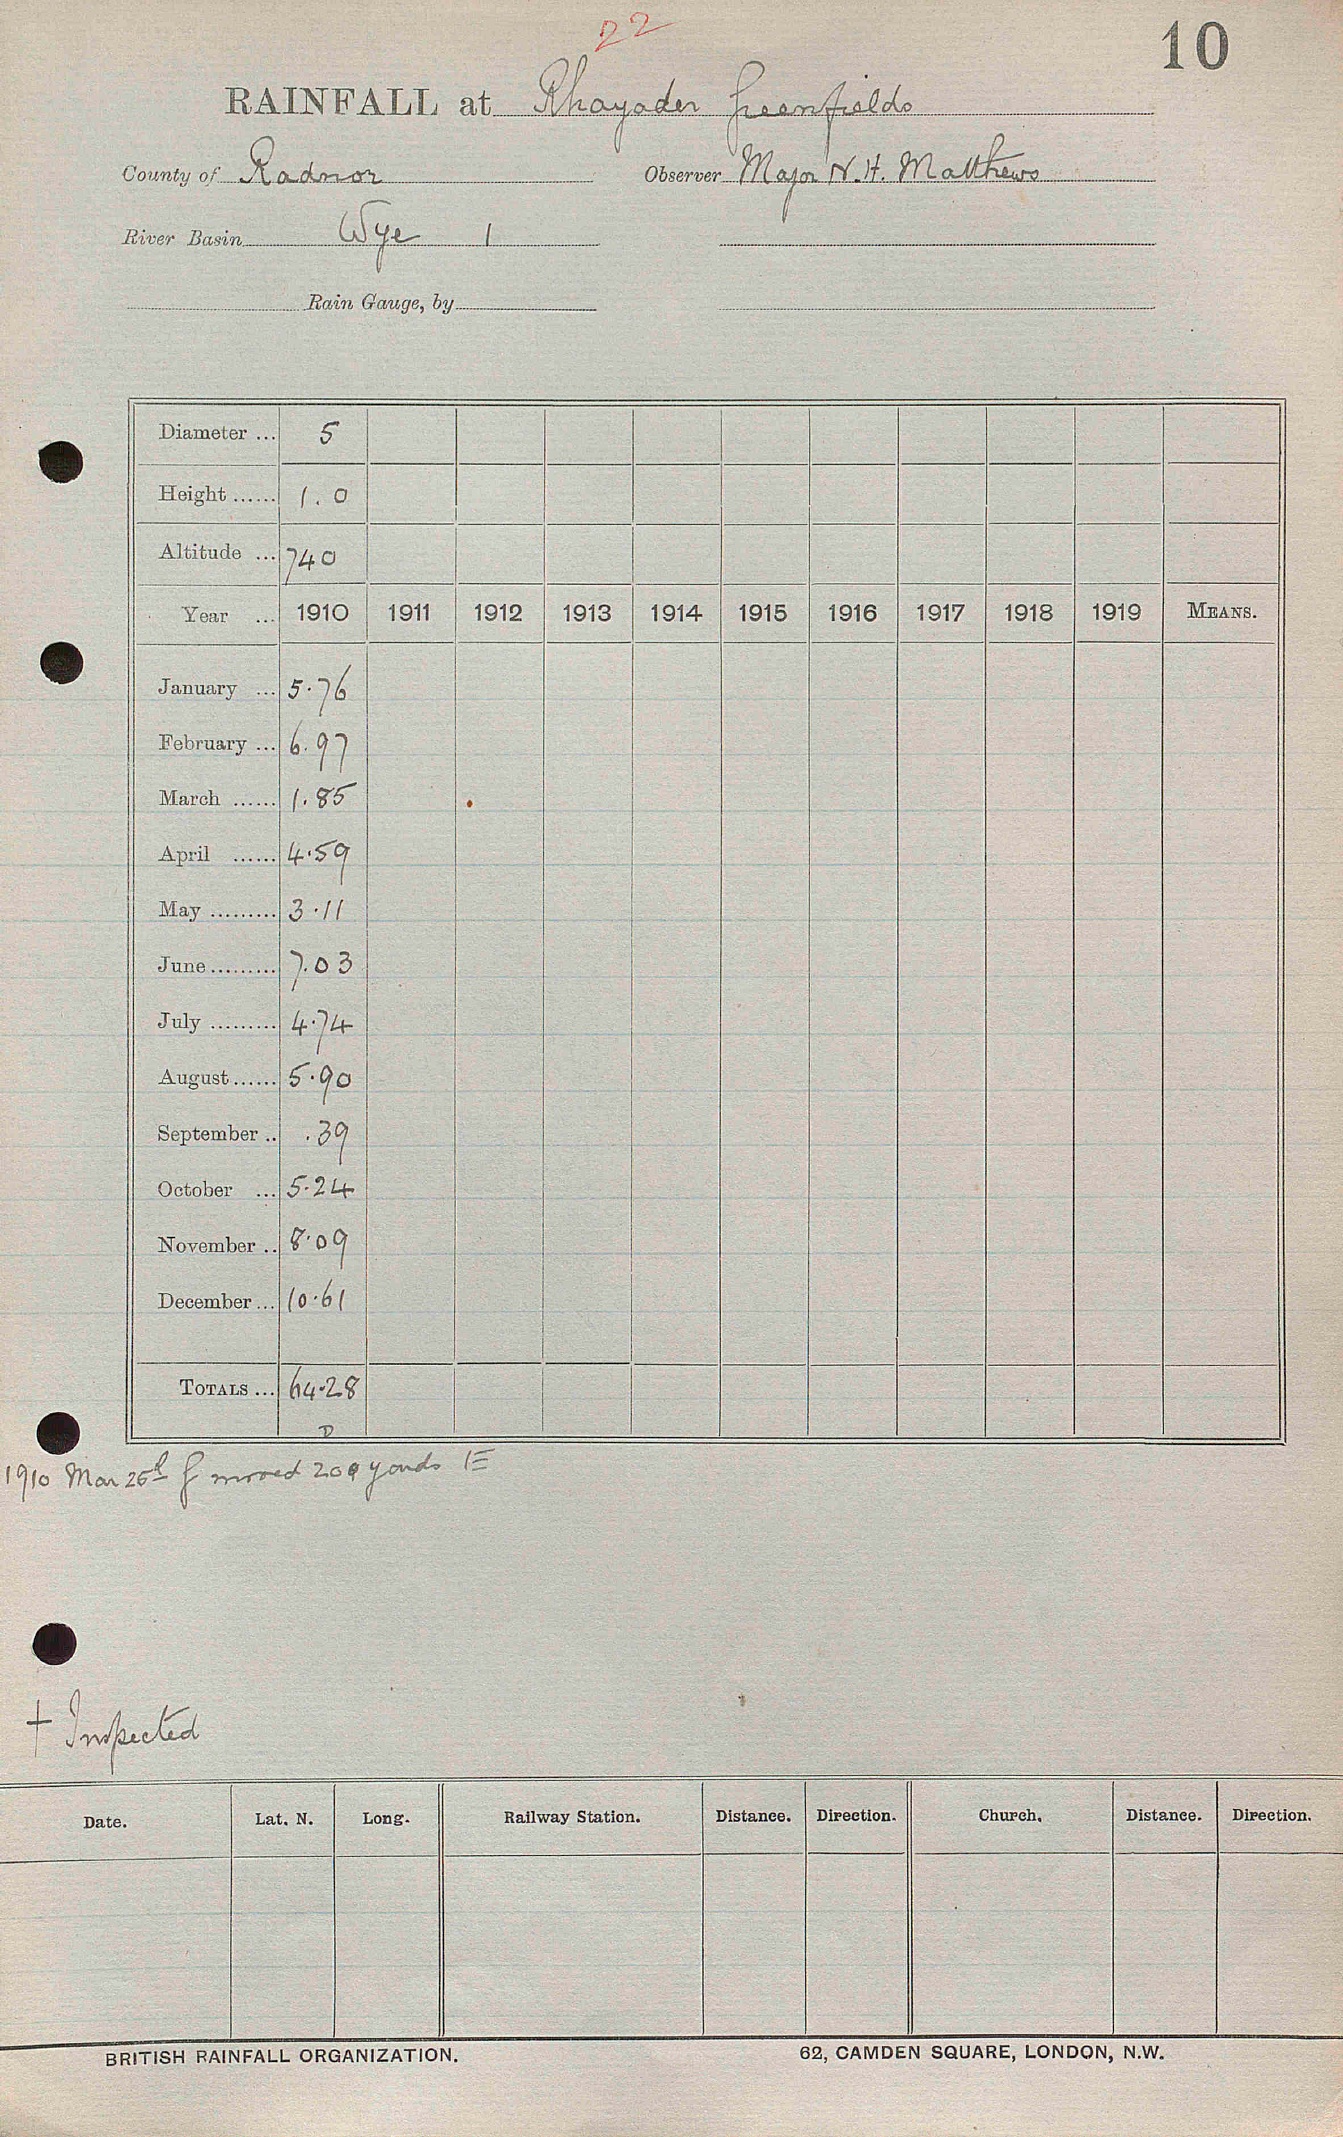 22
10
RAINFALL at Rhayader Greenfields
County of Radnor Observer Major N.H. Matthews
River Basin Wye 1
Rain Gauge, by
Diameter ... 5
Height ...... 1.0
Altitude ... 740
Year ... 1910 1911 1912 1913 1914 1915 1916 1917 1918 1919 MEANS.
January ... 5.76
February ... 6.97
March ...... 1.85
April ...... 4.59
May ......... 3.11
June ......... 7.03
July ......... 4.74
August ...... 5.90
September .. .39
October ... 5.24
November .. 8.09
December ... 10.61
TOTALS ... 64.28
D
1910 Mar 26th G moved 200 yards E
+ Inspected
Date. Lat. N. Long. Railway Station. Distance. Direction. Church. Distance. Direction.
BRITISH RAINFALL ORGANIZATION. 62, CAMDEN SQUARE, LONDON, N.W.